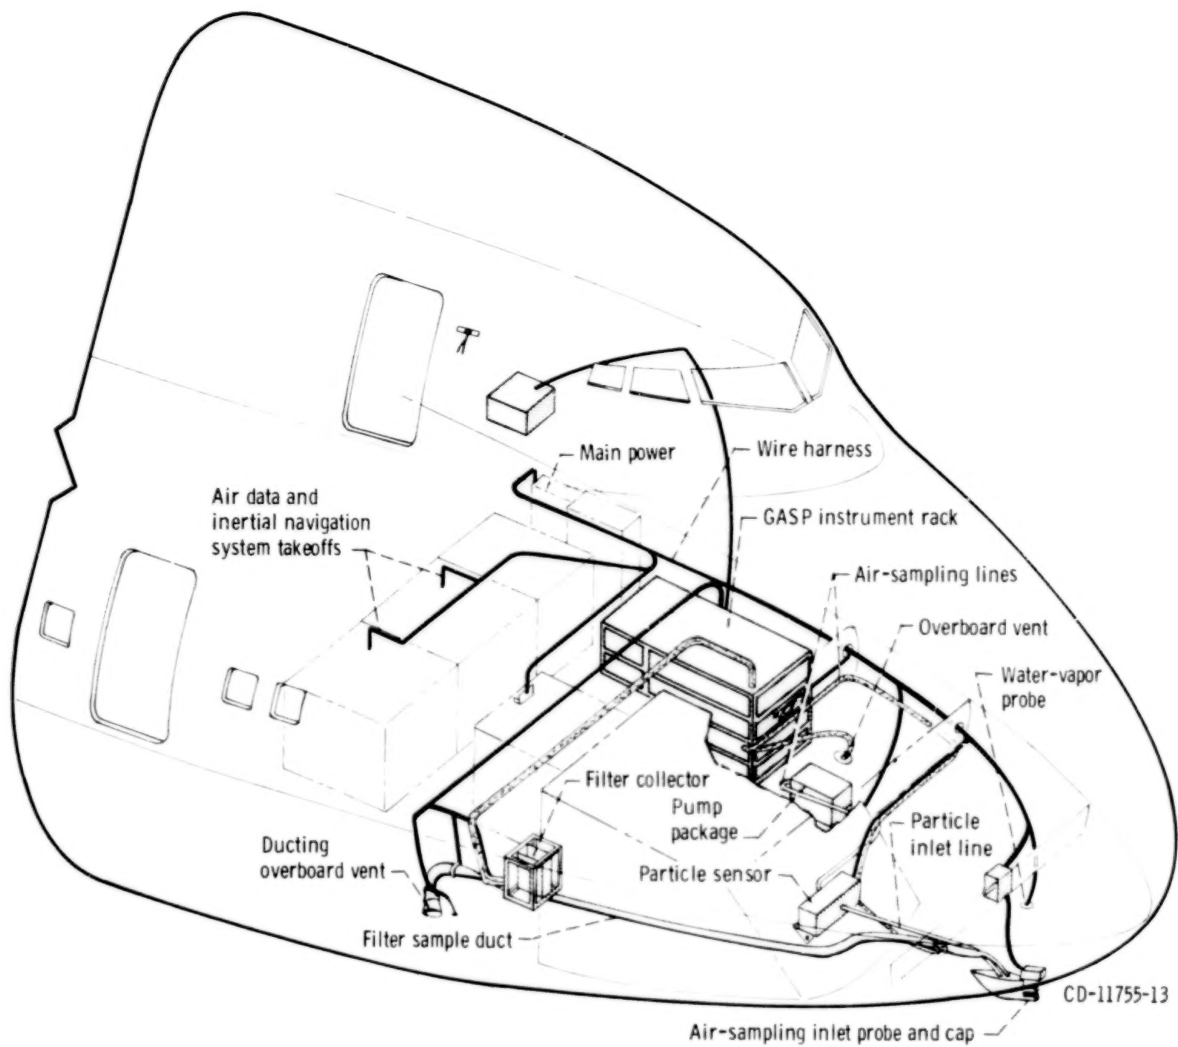 Main power
Wire harness
Air data and
inertial navigation
system takeoffs
GASP instrument rack
Air-sampling lines
Overboard vent
Water-vapor
probe
Filter collector
Pump
package
Particle
inlet line
Ducting
overboard vent
Particle sensor
Filter sample duct
CD-11755-13
Air-sampling inlet probe and cap